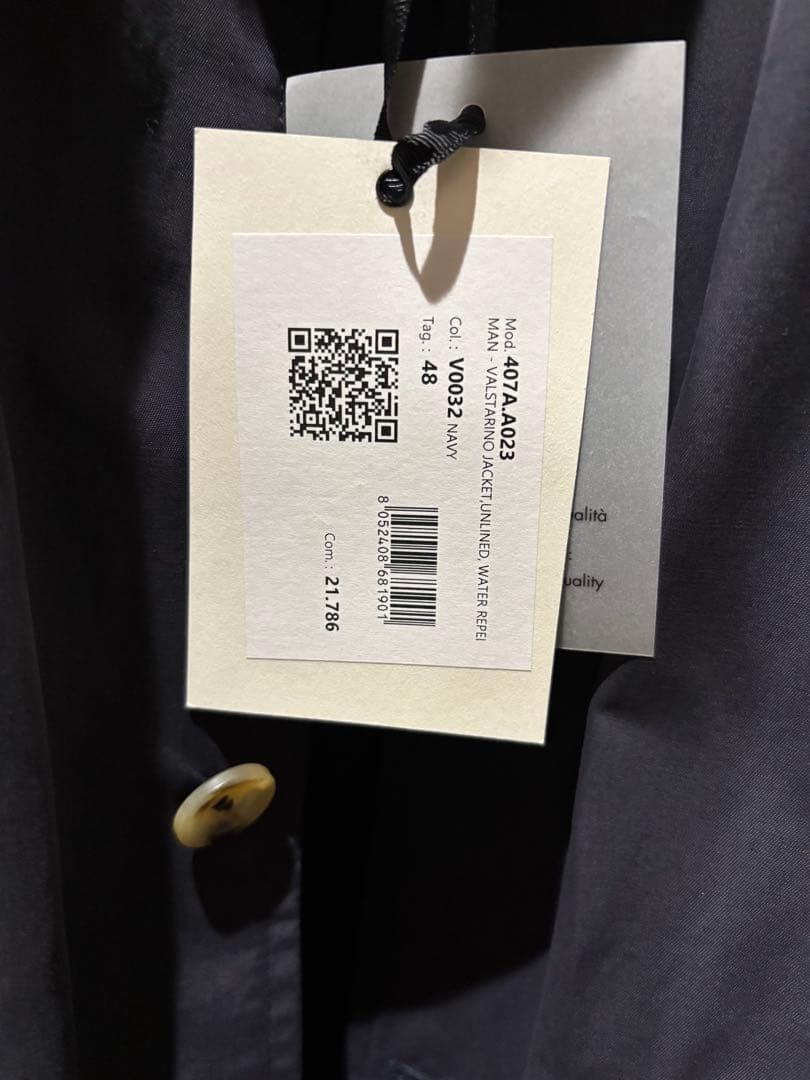 Mod. 407A.A023
MAN - VALSTARINO JACKET,UNLINED, WATER REPEI
Col.: V0032 NAVY
Tag.: 48
8 052408 681901
Com.: 21.786
alità
uality